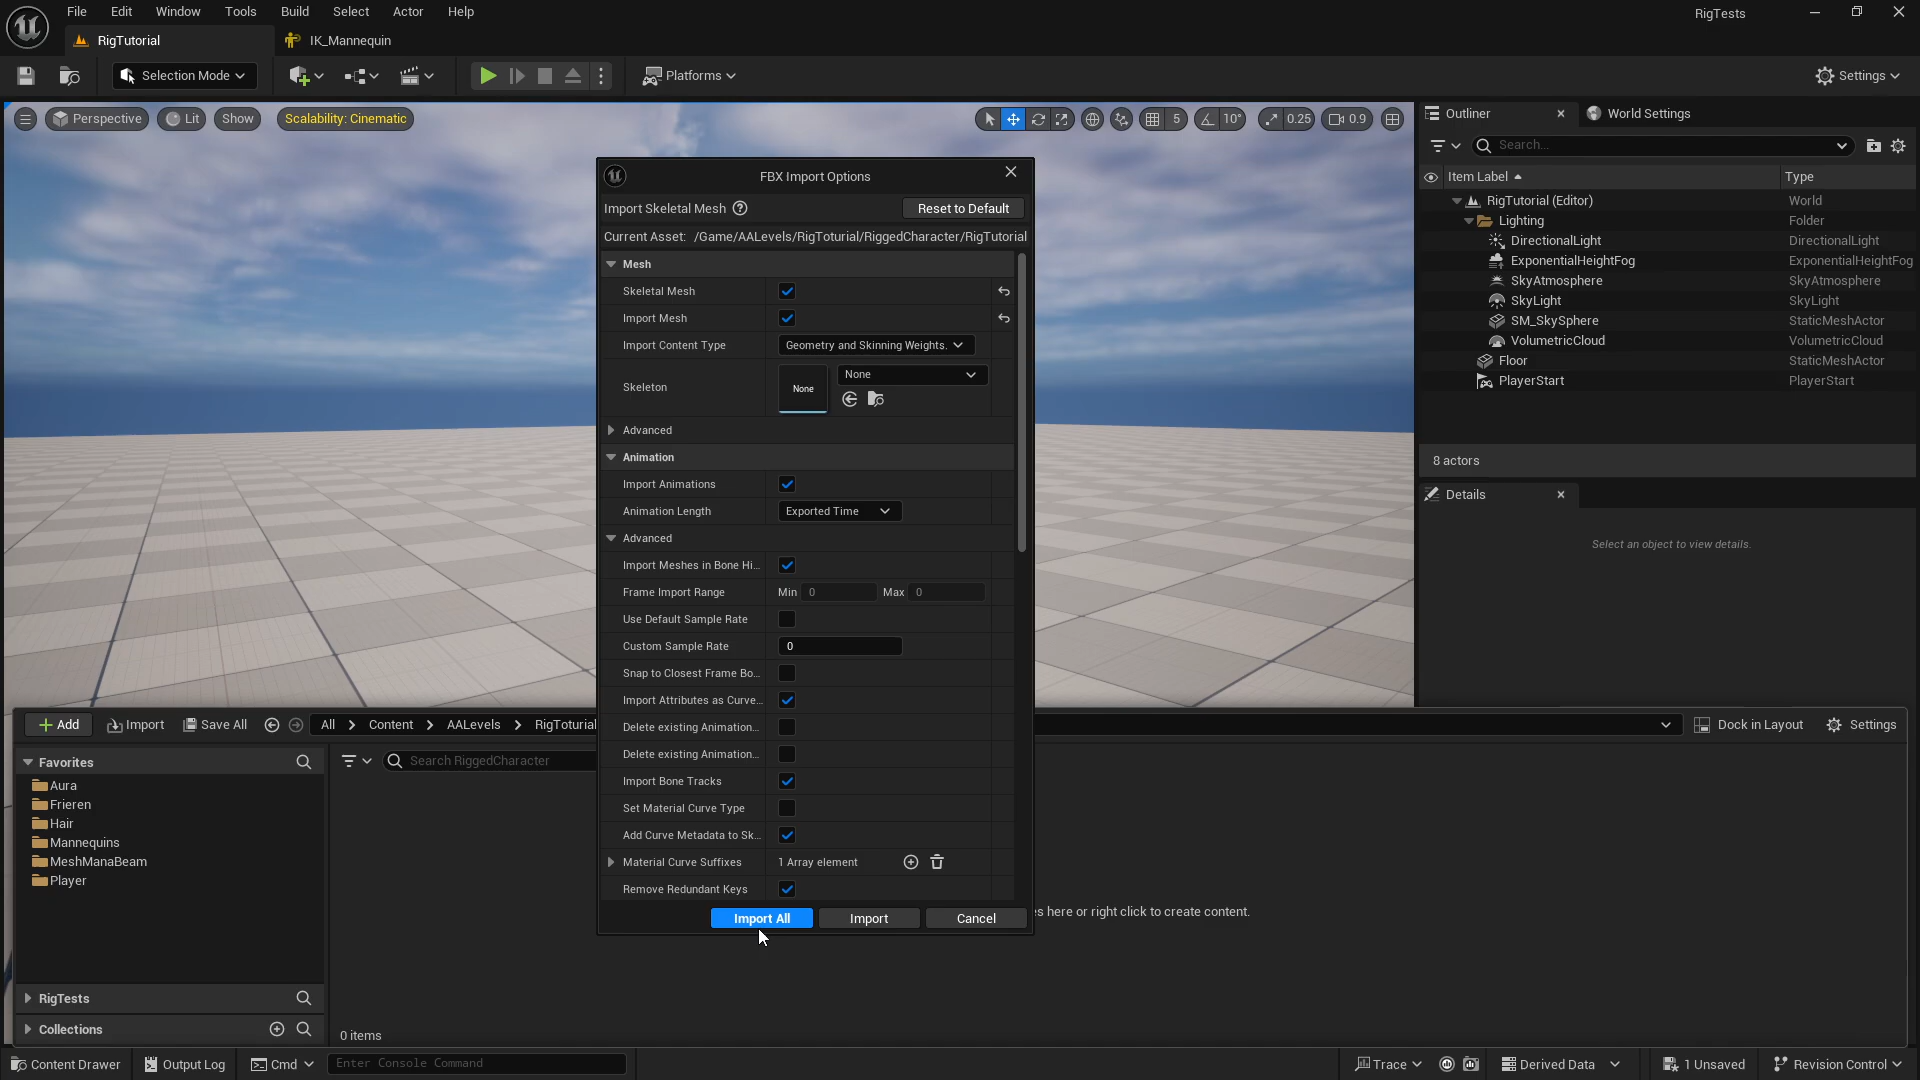 File Edit Window Tools Build Select Actor Help
RigTests
RigTutorial
IK_Mannequin
Selection Mode
Platforms
Settings
Perspective
Lit
Show
Scalability: Cinematic
5
10°
0.25
0.9
Outliner
World Settings
Search...
Item Label
Type
RigTutorial (Editor) World
Lighting Folder
DirectionalLight DirectionalLight
ExponentialHeightFog ExponentialHeightFog
SkyAtmosphere SkyAtmosphere
SkyLight SkyLight
SM_SkySphere StaticMeshActor
VolumetricCloud VolumetricCloud
Floor StaticMeshActor
PlayerStart PlayerStart
8 actors
Details
Select an object to view details.
FBX Import Options
Import Skeletal Mesh
Reset to Default
Current Asset: /Game/AALevels/RigToturial/RiggedCharacter/RigTutorial
Mesh
Skeletal Mesh
Import Mesh
Import Content Type Geometry and Skinning Weights.
Skeleton None None
Advanced
Animation
Import Animations
Animation Length Exported Time
Advanced
Import Meshes in Bone Hi...
Frame Import Range Min 0 Max 0
Use Default Sample Rate
Custom Sample Rate 0
Snap to Closest Frame Bo...
Import Attributes as Curve...
Delete existing Animation...
Delete existing Animation...
Import Bone Tracks
Set Material Curve Type
Add Curve Metadata to Sk...
Material Curve Suffixes 1 Array element
Remove Redundant Keys
Import All Import Cancel
Add
Import
Save All
All > Content > AALevels > RigToturial
Dock in Layout
Settings
Favorites
Search RiggedCharacter
Aura
Frieren
Hair
Mannequins
MeshManaBeam
Player
here or right click to create content.
RigTests
Collections
0 items
Content Drawer
Output Log
Cmd
Enter Console Command
Trace
Derived Data
1 Unsaved
Revision Control